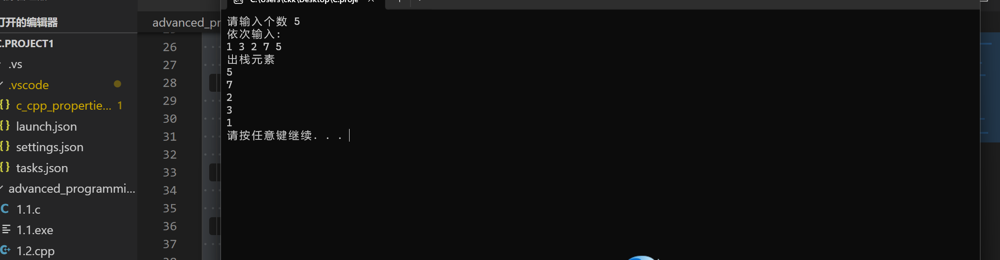 C:\Users\ckk\Desktop\C.proje
打开的编辑器
advanced_pr
C.PROJECT1
.vs
.vscode
c_cpp_propertie... 1
launch.json
settings.json
tasks.json
advanced_programmi...
1.1.c
1.1.exe
1.2.cpp
26
27
28
29
30
31
32
33
34
35
36
37
38
请输入个数 5
依次输入:
1 3 2 7 5
出栈元素
5
7
2
3
1
请按任意键继续. . .